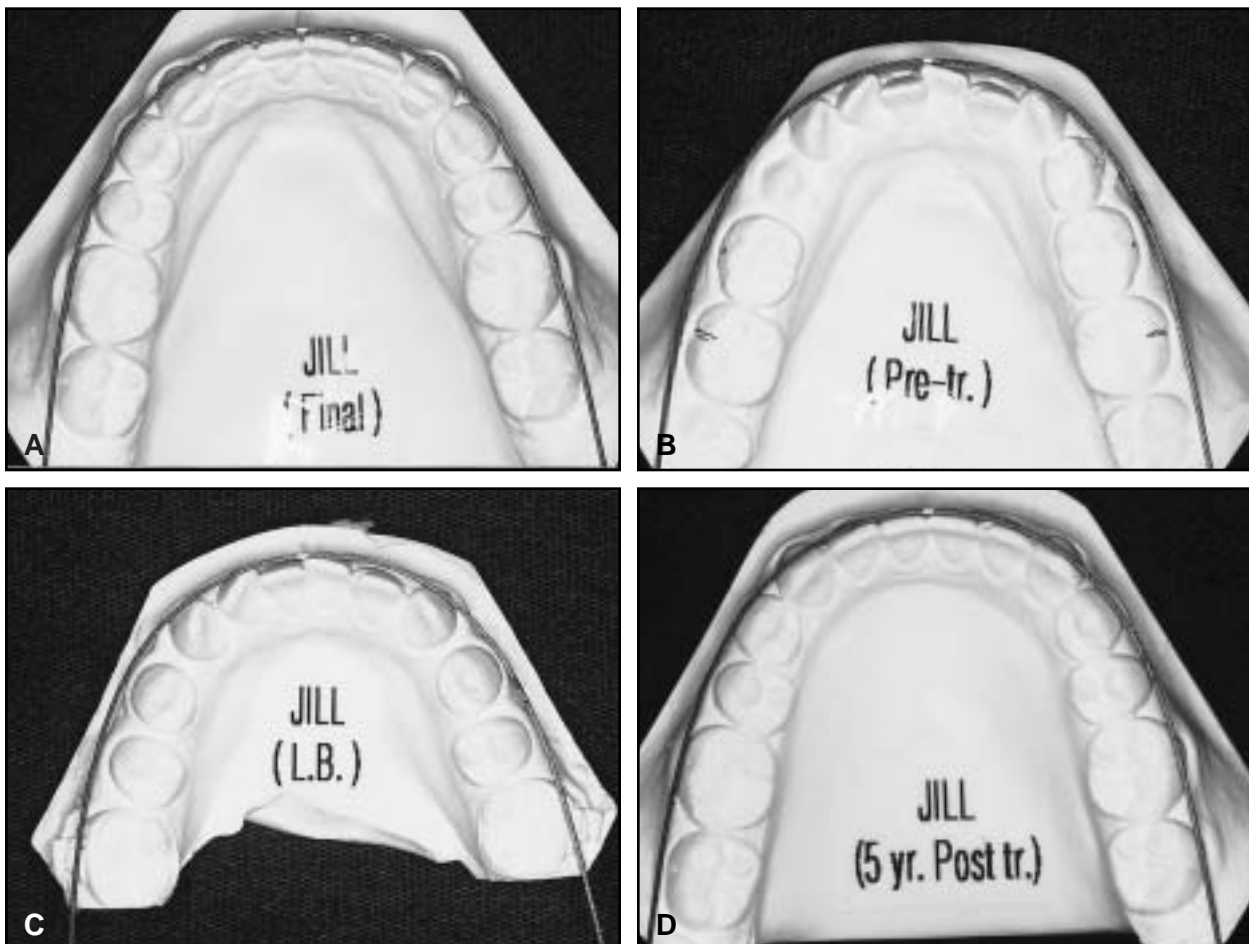 JILL
(Final)
A
JILL
(Pre-tr.)
B
JILL
(L.B.)
C
JILL
(5 yr. Post tr.)
D